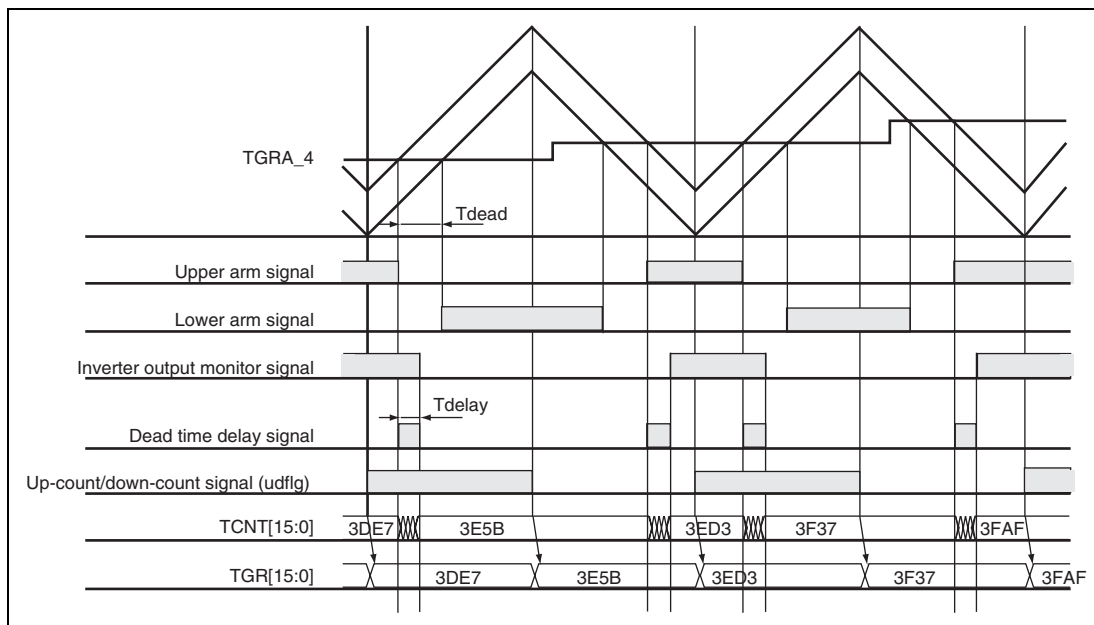 TGRA_4
Tdead
Upper arm signal
Lower arm signal
Inverter output monitor signal
Tdelay
Dead time delay signal
Up-count/down-count signal (udflg)
TCNT[15:0] 3DE7 3E5B 3ED3 3F37 3FAF
TGR[15:0] 3DE7 3E5B 3ED3 3F37 3FAF